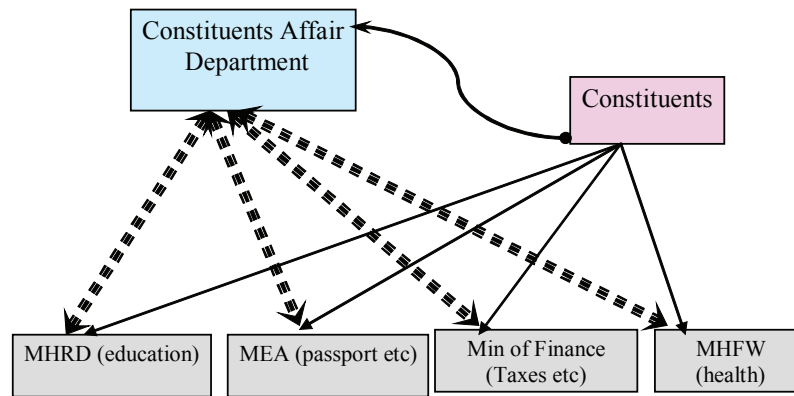 Constituents Affair
Department
Constituents
MHRD (education)
MEA (passport etc)
Min of Finance
(Taxes etc)
MHFW
(health)